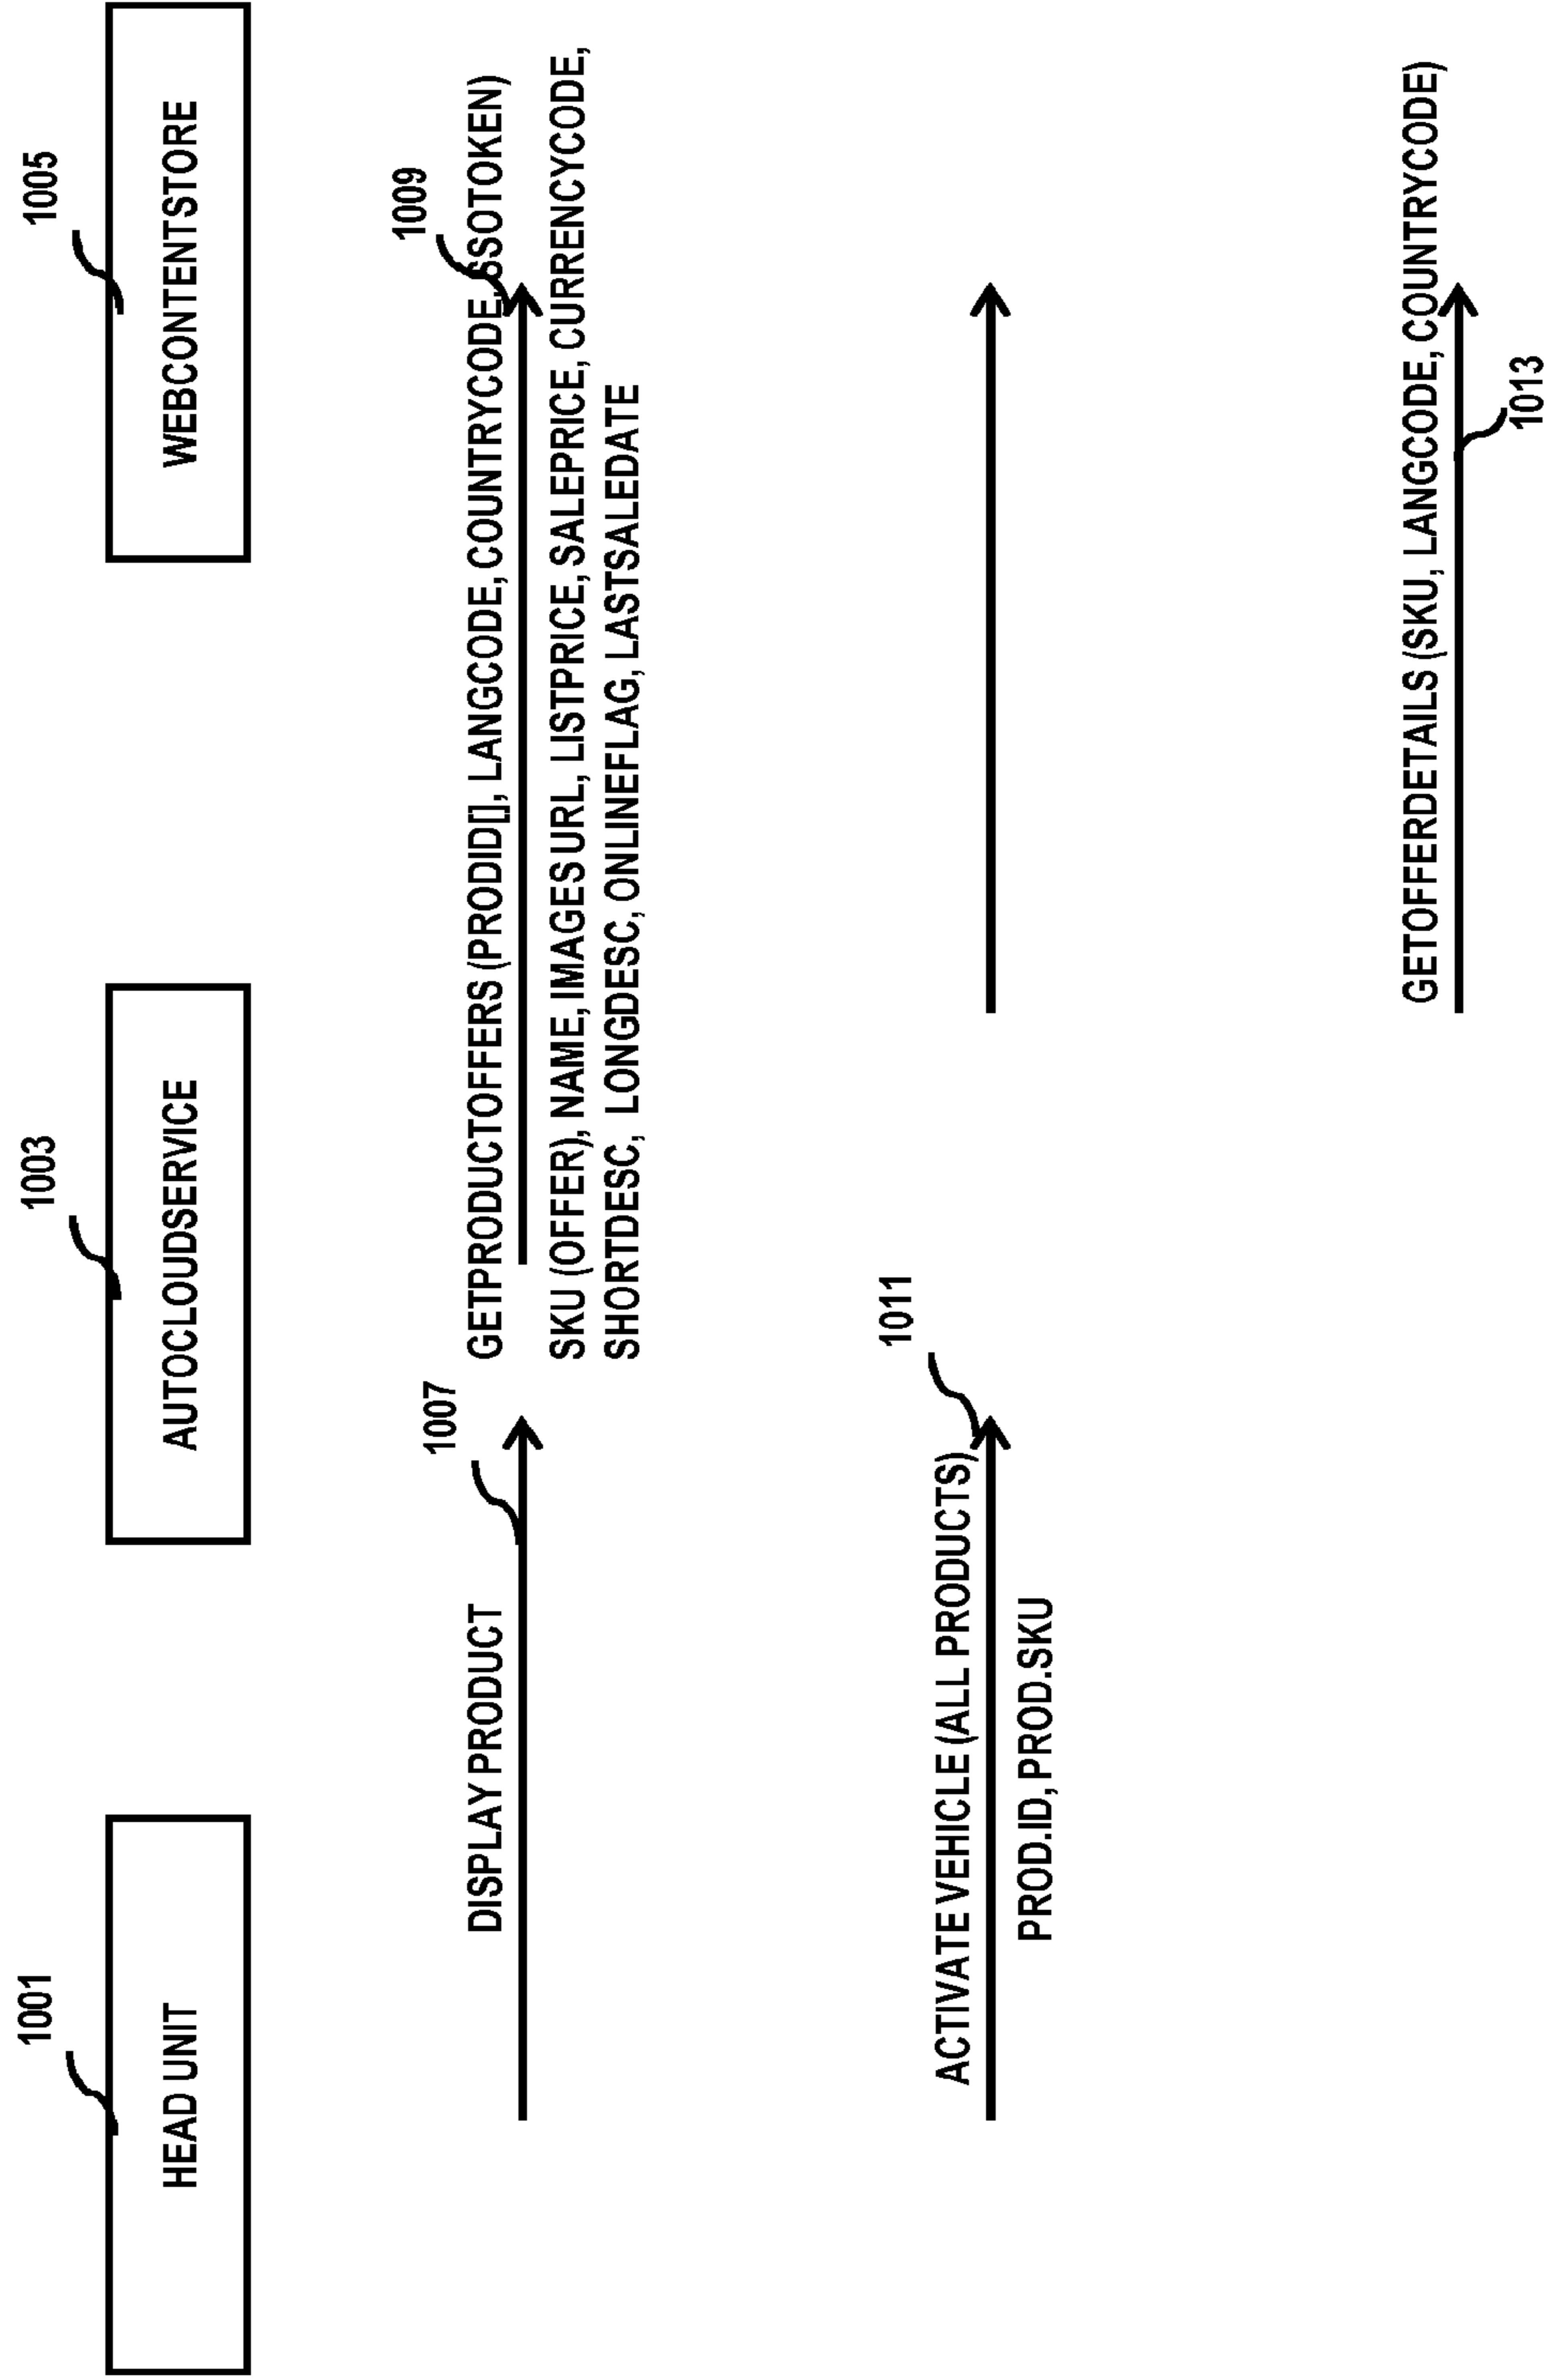 1001
HEAD UNIT
1003
AUTOCLOUDSERVICE
1005
WEBCONTENTSTORE
1007
DISPLAY PRODUCT
1009
GETPRODUCTOFFERS (PRODID[], LANGCODE, COUNTRYCODE, SSOTOKEN)
SKU (OFFER), NAME, IMAGES URL, LISTPRICE, SALEPRICE, CURRENCYCODE,
SHORTDESC, LONGDESC, ONLINEFLAG, LASTSALEDATE
1011
ACTIVATE VEHICLE (ALL PRODUCTS)
PROD.ID, PROD.SKU
GETOFFERDETAILS (SKU, LANGCODE, COUNTRYCODE)
1013